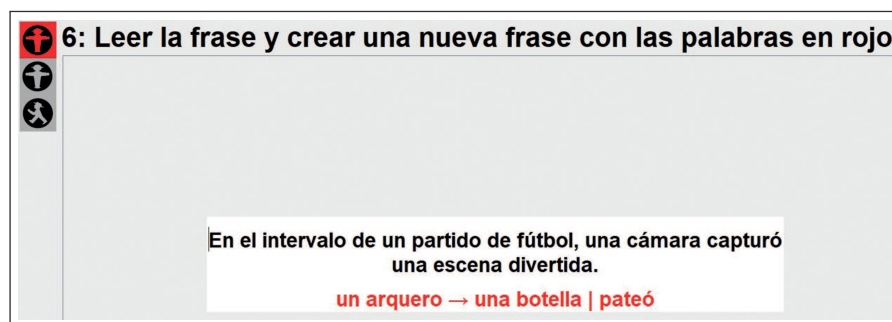 6: Leer la frase y crear una nueva frase con las palabras en rojo
En el intervalo de un partido de fútbol, una cámara capturó
una escena divertida.
un arquero → una botella | pateó